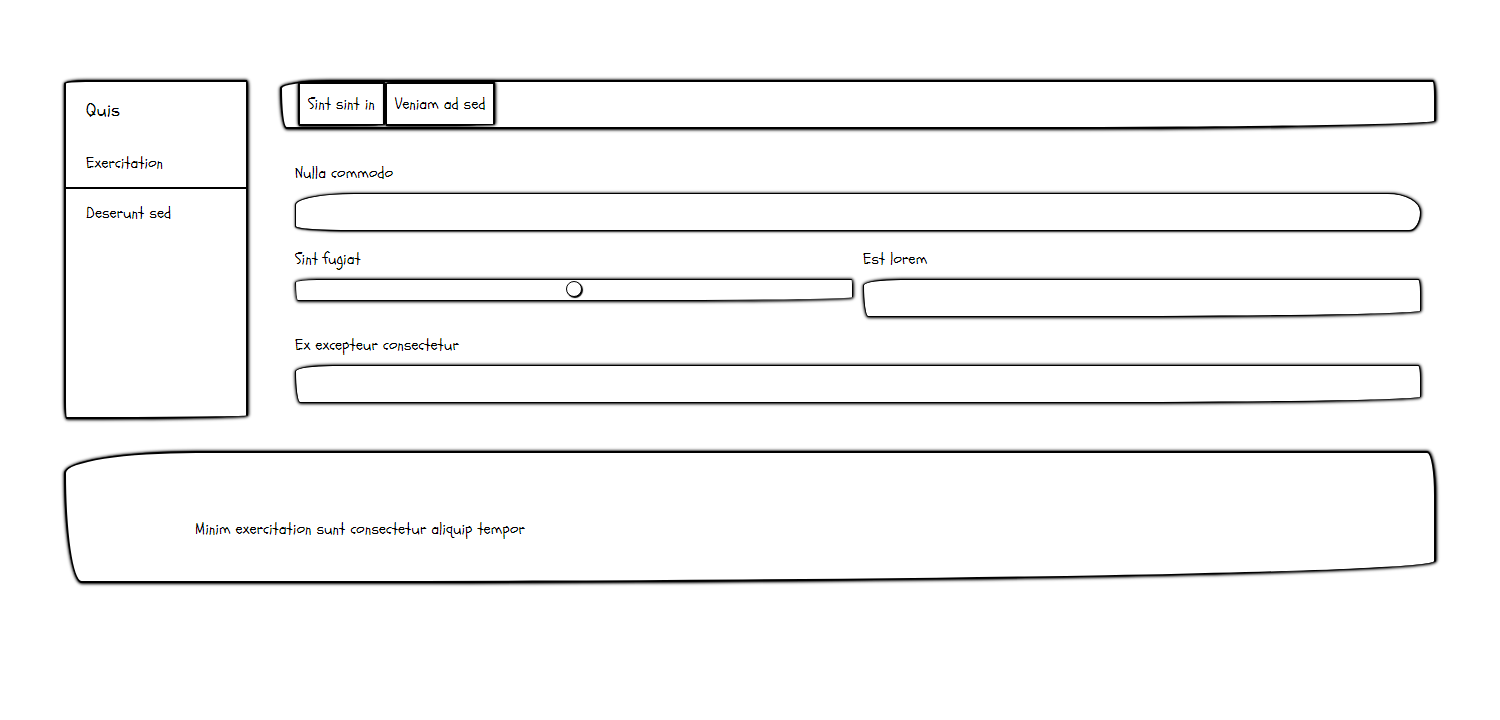 Quis
Exercitation
Deserunt sed
Sint sint in
Veniam ad sed
Nulla commodo
Sint fugiat
Est lorem
Ex excepteur consectetur
Minim exercitation sunt consectetur aliquip tempor